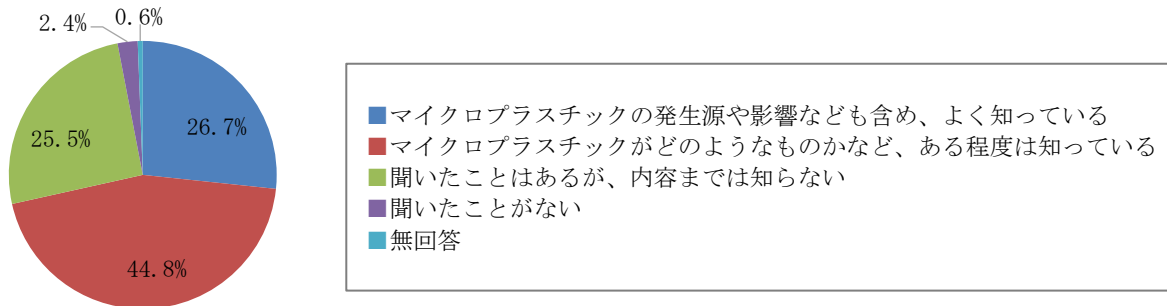 2.4% 0.6%
26.7%
25.5%
44.8%
マイクロプラスチックの発生源や影響なども含め、よく知っている
マイクロプラスチックがどのようなものかなど、ある程度は知っている
聞いたことはあるが、内容までは知らない
聞いたことがない
無回答